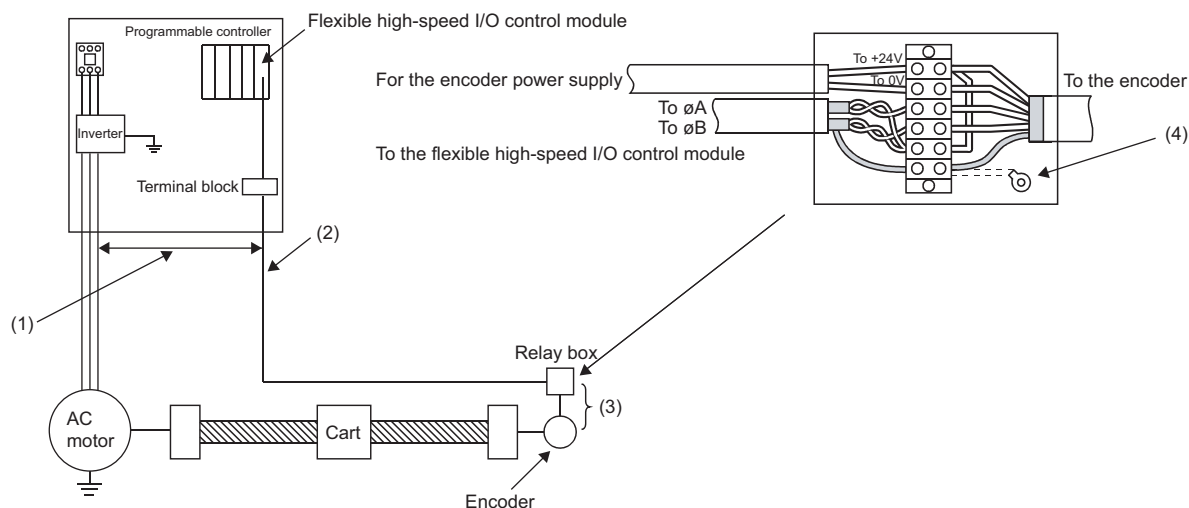 Flexible high-speed I/O control module
Programmable controller
Inverter
Terminal block
(1)
(2)
AC
motor
Cart
Relay box
(3)
Encoder
For the encoder power supply
To +24V
To 0V
To øA
To øB
To the flexible high-speed I/O control module
To the encoder
(4)